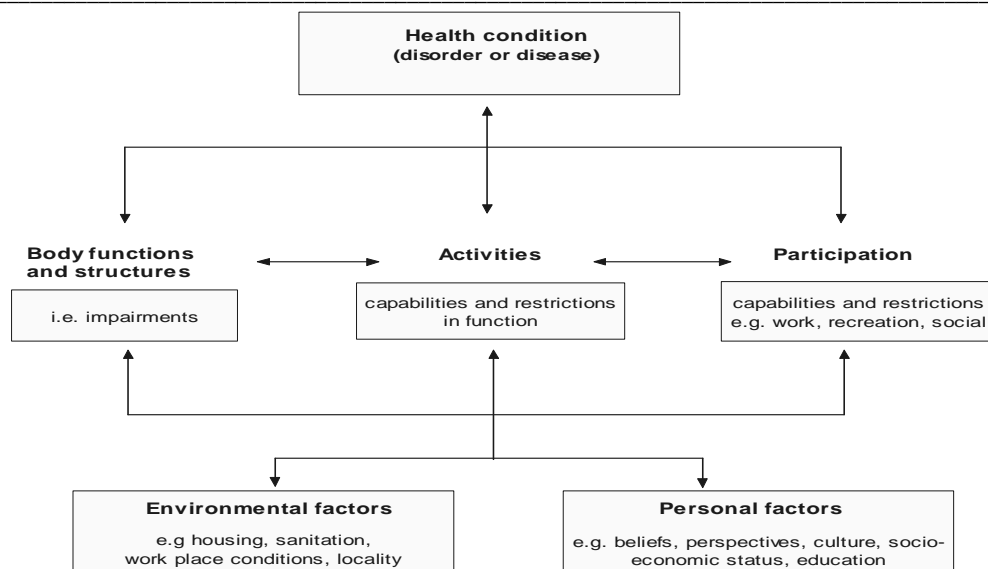 Health condition
(disorder or disease)
Body functions
and structures
i.e. impairments
Activities
capabilities and restrictions
in function
Participation
capabilities and restrictions
e.g. work, recreation, social
Environmental factors
e.g housing, sanitation,
work place conditions, locality
Personal factors
e.g. beliefs, perspectives, culture, socio-
economic status, education